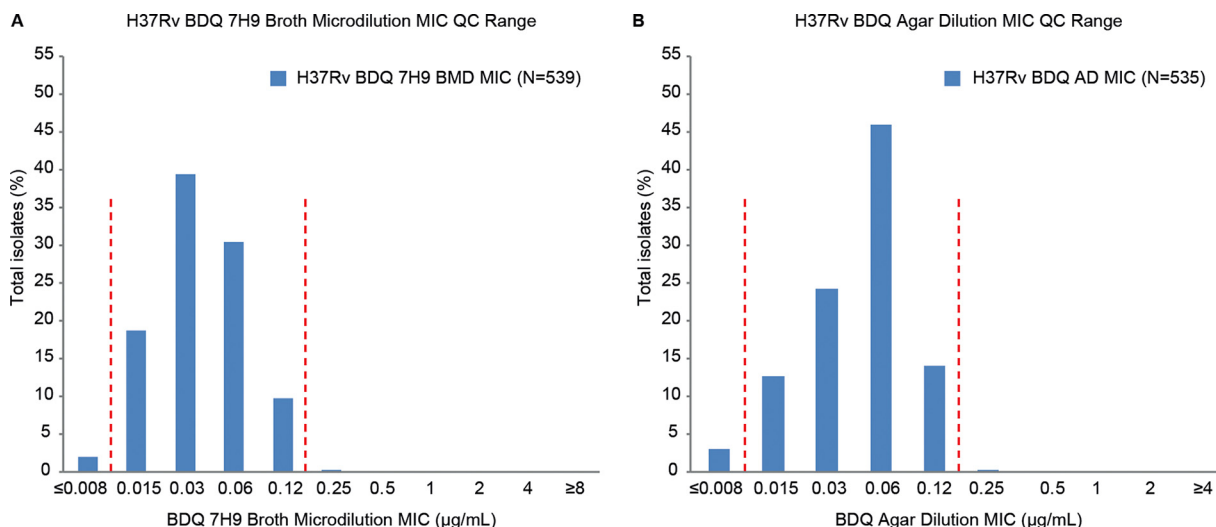 A
H37Rv BDQ 7H9 Broth Microdilution MIC QC Range
55
50
45
40
35
30
25
20
15
10
5
0
Total isolates (%)
H37Rv BDQ 7H9 BMD MIC (N=539)
≤0.008 0.015 0.03 0.06 0.12 0.25 0.5 1 2 4 ≥8
BDQ 7H9 Broth Microdilution MIC (µg/mL)
B
H37Rv BDQ Agar Dilution MIC QC Range
55
50
45
40
35
30
25
20
15
10
5
0
Total isolates (%)
H37Rv BDQ AD MIC (N=535)
≤0.008 0.015 0.03 0.06 0.12 0.25 0.5 1 2 ≥4
BDQ Agar Dilution MIC (µg/mL)